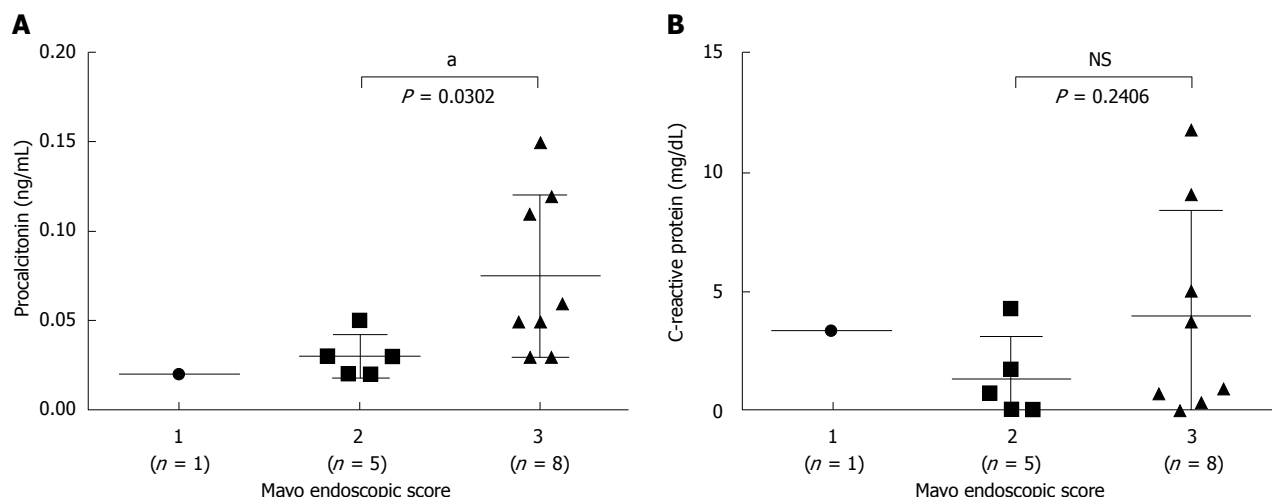 A
a
P = 0.0302
Procalcitonin (ng/mL)
0.20
0.15
0.10
0.05
0.00
1
2
3
(n = 1)
(n = 5)
(n = 8)
Mayo endoscopic score
B
NS
P = 0.2406
C-reactive protein (mg/dL)
15
10
5
0
1
2
3
(n = 1)
(n = 5)
(n = 8)
Mayo endoscopic score